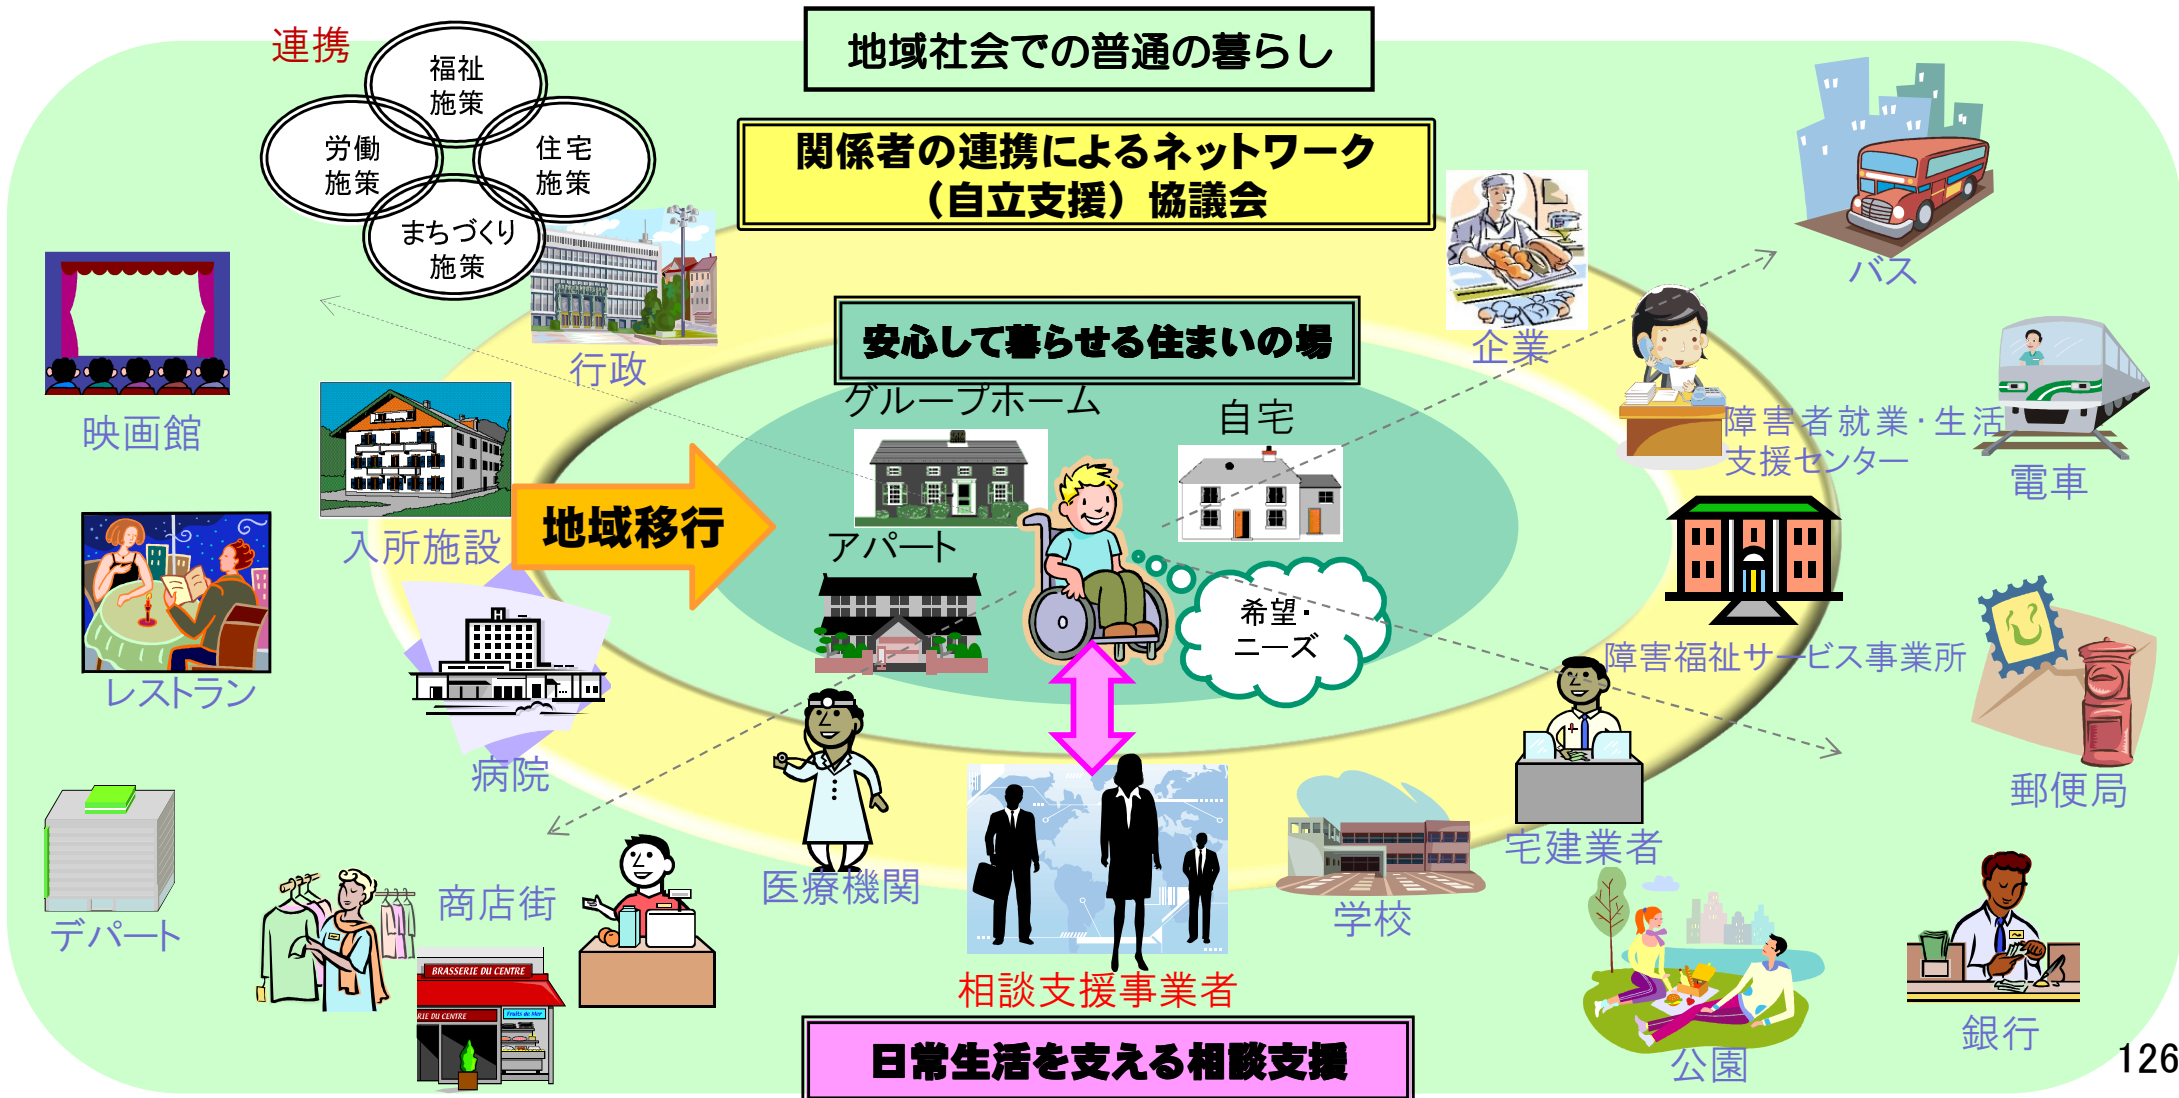 地域社会での普通の暮らし
連携
福祉
施策
労働
施策
住宅
施策
まちづくり
施策
関係者の連携によるネットワーク
（自立支援）協議会
バス
行政
企業
安心して暮らせる住まいの場
映画館
グループホーム
自宅
障害者就業・生活
支援センター
電車
入所施設
地域移行
アパート
希望・
ニーズ
障害福祉サービス事業所
レストラン
病院
郵便局
宅建業者
デパート
商店街
医療機関
学校
BRASSERIE DU CENTRE
RIE DU CENTRE
Fruits de Mer
相談支援事業者
公園
銀行
日常生活を支える相談支援
126